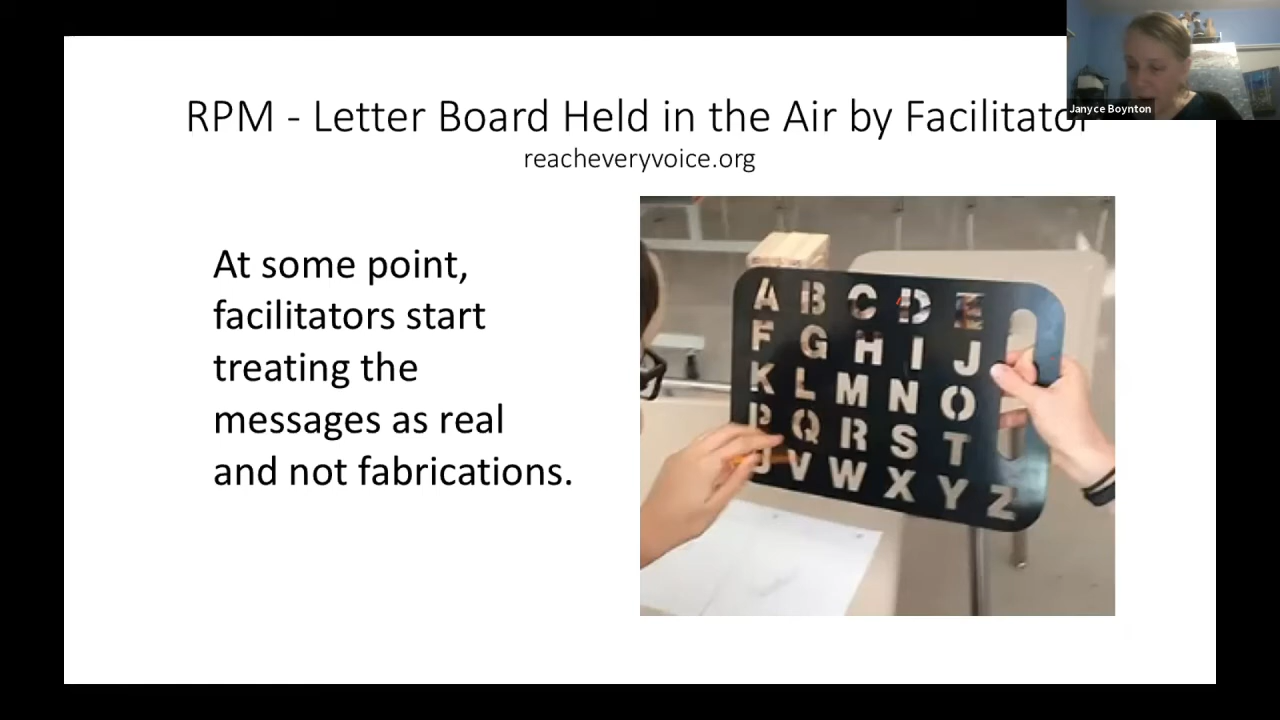 RPM - Letter Board Held in the Air by Facilitator
reacheveryvoice.org
Janyce Boynton
At some point,
facilitators start
treating the
messages as real
and not fabrications.
A B C D E
F G H I J
K L M N O
P Q R S T
U V W X Y Z